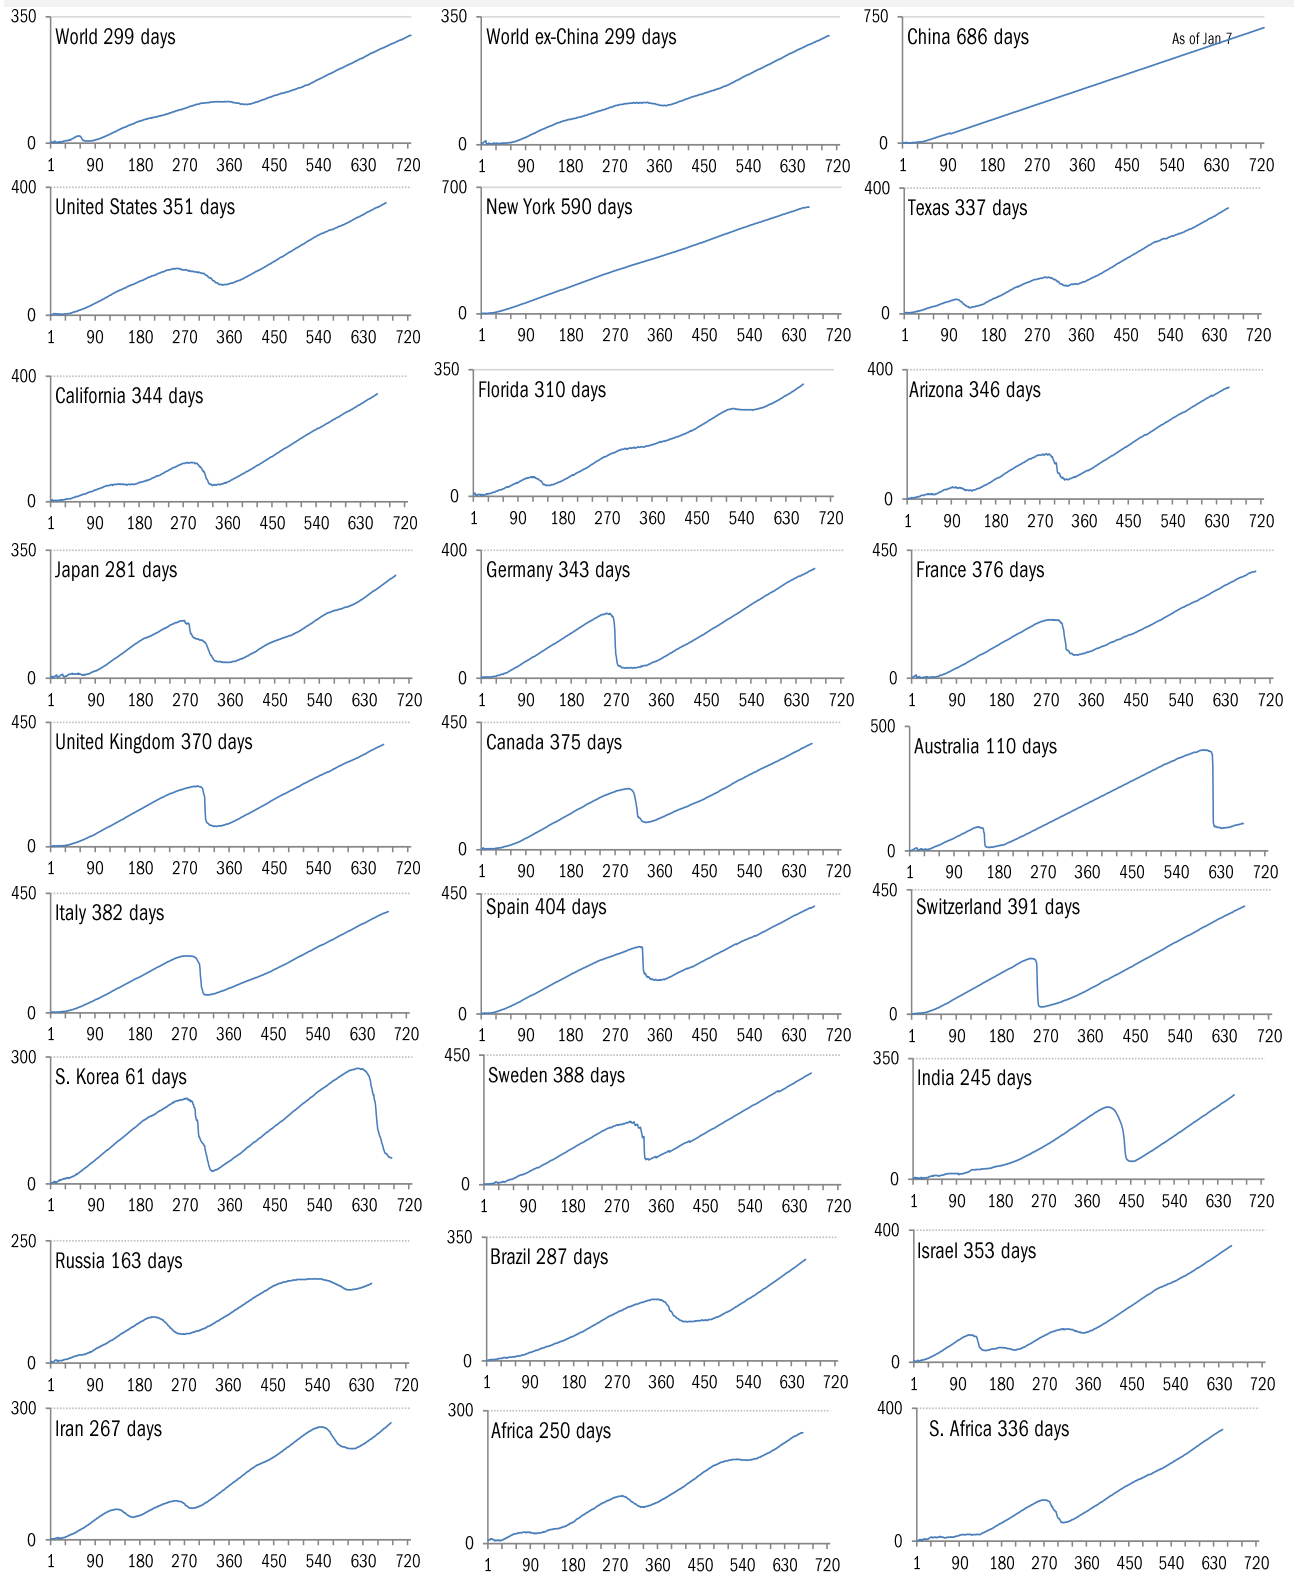 350
World 299 days
0
1 90 180 270 360 450 540 630 720
350
World ex-China 299 days
0
1 90 180 270 360 450 540 630 720
750
China 686 days
As of Jan 7
0
1 90 180 270 360 450 540 630 720
400
United States 351 days
0
1 90 180 270 360 450 540 630 720
700
New York 590 days
0
1 90 180 270 360 450 540 630 720
400
Texas 337 days
0
1 90 180 270 360 450 540 630 720
400
California 344 days
0
1 90 180 270 360 450 540 630 720
350
Florida 310 days
0
1 90 180 270 360 450 540 630 720
400
Arizona 346 days
0
1 90 180 270 360 450 540 630 720
350
Japan 281 days
0
1 90 180 270 360 450 540 630 720
400
Germany 343 days
0
1 90 180 270 360 450 540 630 720
450
France 376 days
0
1 90 180 270 360 450 540 630 720
450
United Kingdom 370 days
0
1 90 180 270 360 450 540 630 720
450
Canada 375 days
0
1 90 180 270 360 450 540 630 720
500
Australia 110 days
0
1 90 180 270 360 450 540 630 720
450
Italy 382 days
0
1 90 180 270 360 450 540 630 720
450
Spain 404 days
0
1 90 180 270 360 450 540 630 720
450
Switzerland 391 days
0
1 90 180 270 360 450 540 630 720
300
S. Korea 61 days
0
1 90 180 270 360 450 540 630 720
450
Sweden 388 days
0
1 90 180 270 360 450 540 630 720
350
India 245 days
0
1 90 180 270 360 450 540 630 720
250
Russia 163 days
0
1 90 180 270 360 450 540 630 720
350
Brazil 287 days
0
1 90 180 270 360 450 540 630 720
400
Israel 353 days
0
1 90 180 270 360 450 540 630 720
300
Iran 267 days
0
1 90 180 270 360 450 540 630 720
300
Africa 250 days
0
1 90 180 270 360 450 540 630 720
400
S. Africa 336 days
0
1 90 180 270 360 450 540 630 720